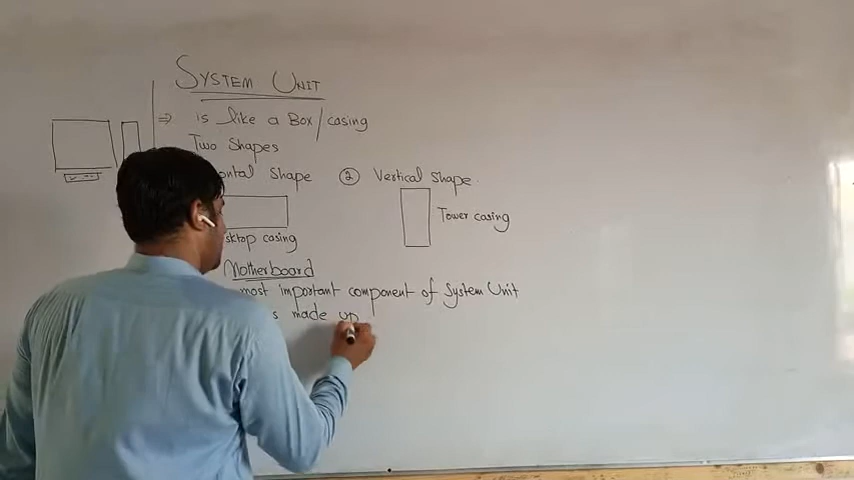 SYSTEM UNIT
⇒ is like a Box/casing
Two Shapes
ontal Shape ② Vertical Shape
Tower casing
sktop casing
Motherboard
most important component of System Unit
s made up